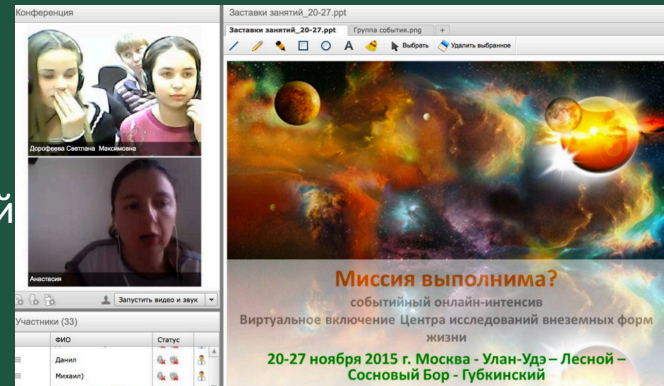 Конференция
Заставки занятий_20-27.ppt
Заставки занятий_20-27.ppt
Группа события.png
+
A
Выбрать
Удалить выбранное
Дорофеева Светлана Максимовна
й
Анастасия
Запустить видео и звук
Участники (33)
ФИО
Статус
Данил
Михаил)
Миссия выполнима?
событийный онлайн-интенсив
Виртуальное включение Центра исследований внеземных форм
жизни
20-27 ноября 2015 г. Москва - Улан-Удэ – Лесной –
Сосновый Бор - Губкинский